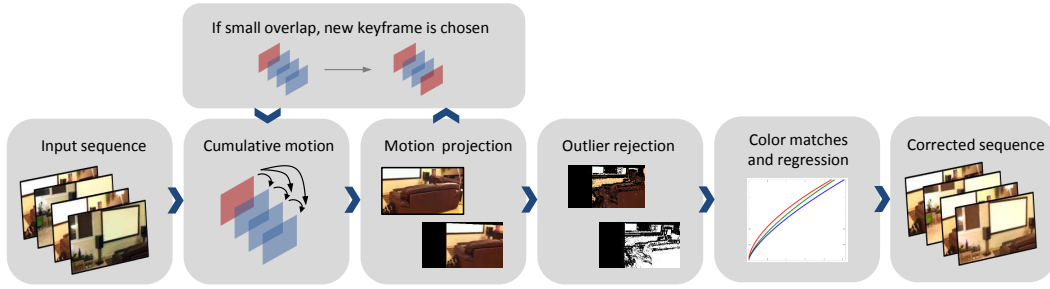 If small overlap, new keyframe is chosen
Input sequence
Cumulative motion
Motion projection
Outlier rejection
Color matches
and regression
Corrected sequence